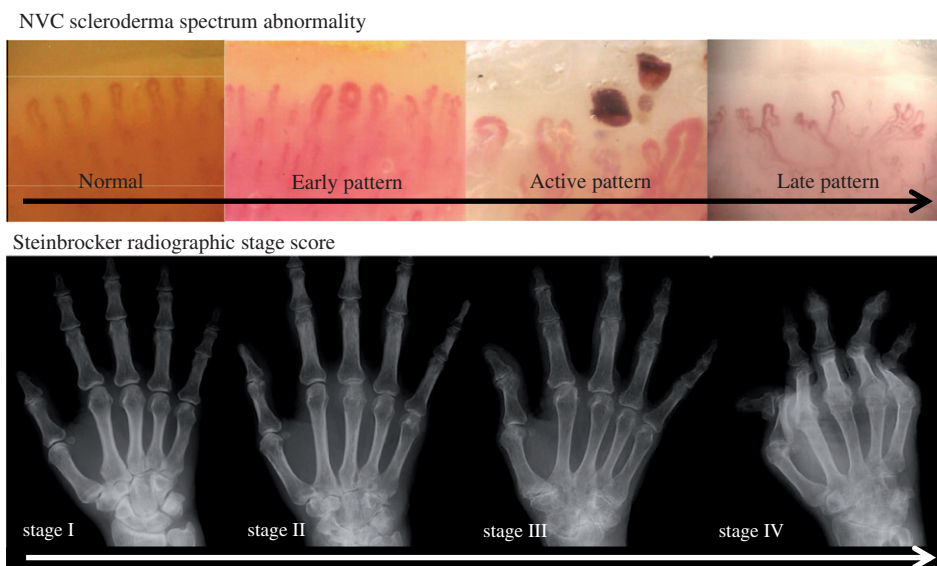 NVC scleroderma spectrum abnormality
Normal
Early pattern
Active pattern
Late pattern
Steinbrocker radiographic stage score
stage I
stage II
stage III
stage IV